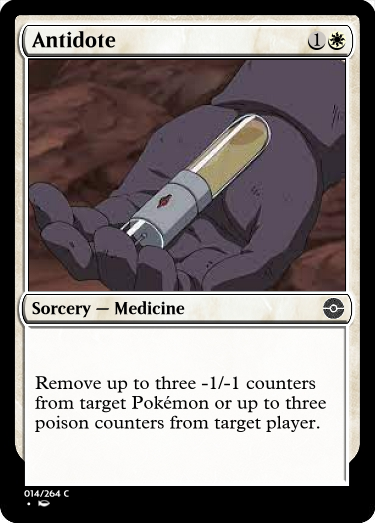 Antidote 1
Sorcery — Medicine
Remove up to three -1/-1 counters
from target Pokémon or up to three
poison counters from target player.
014/264 C